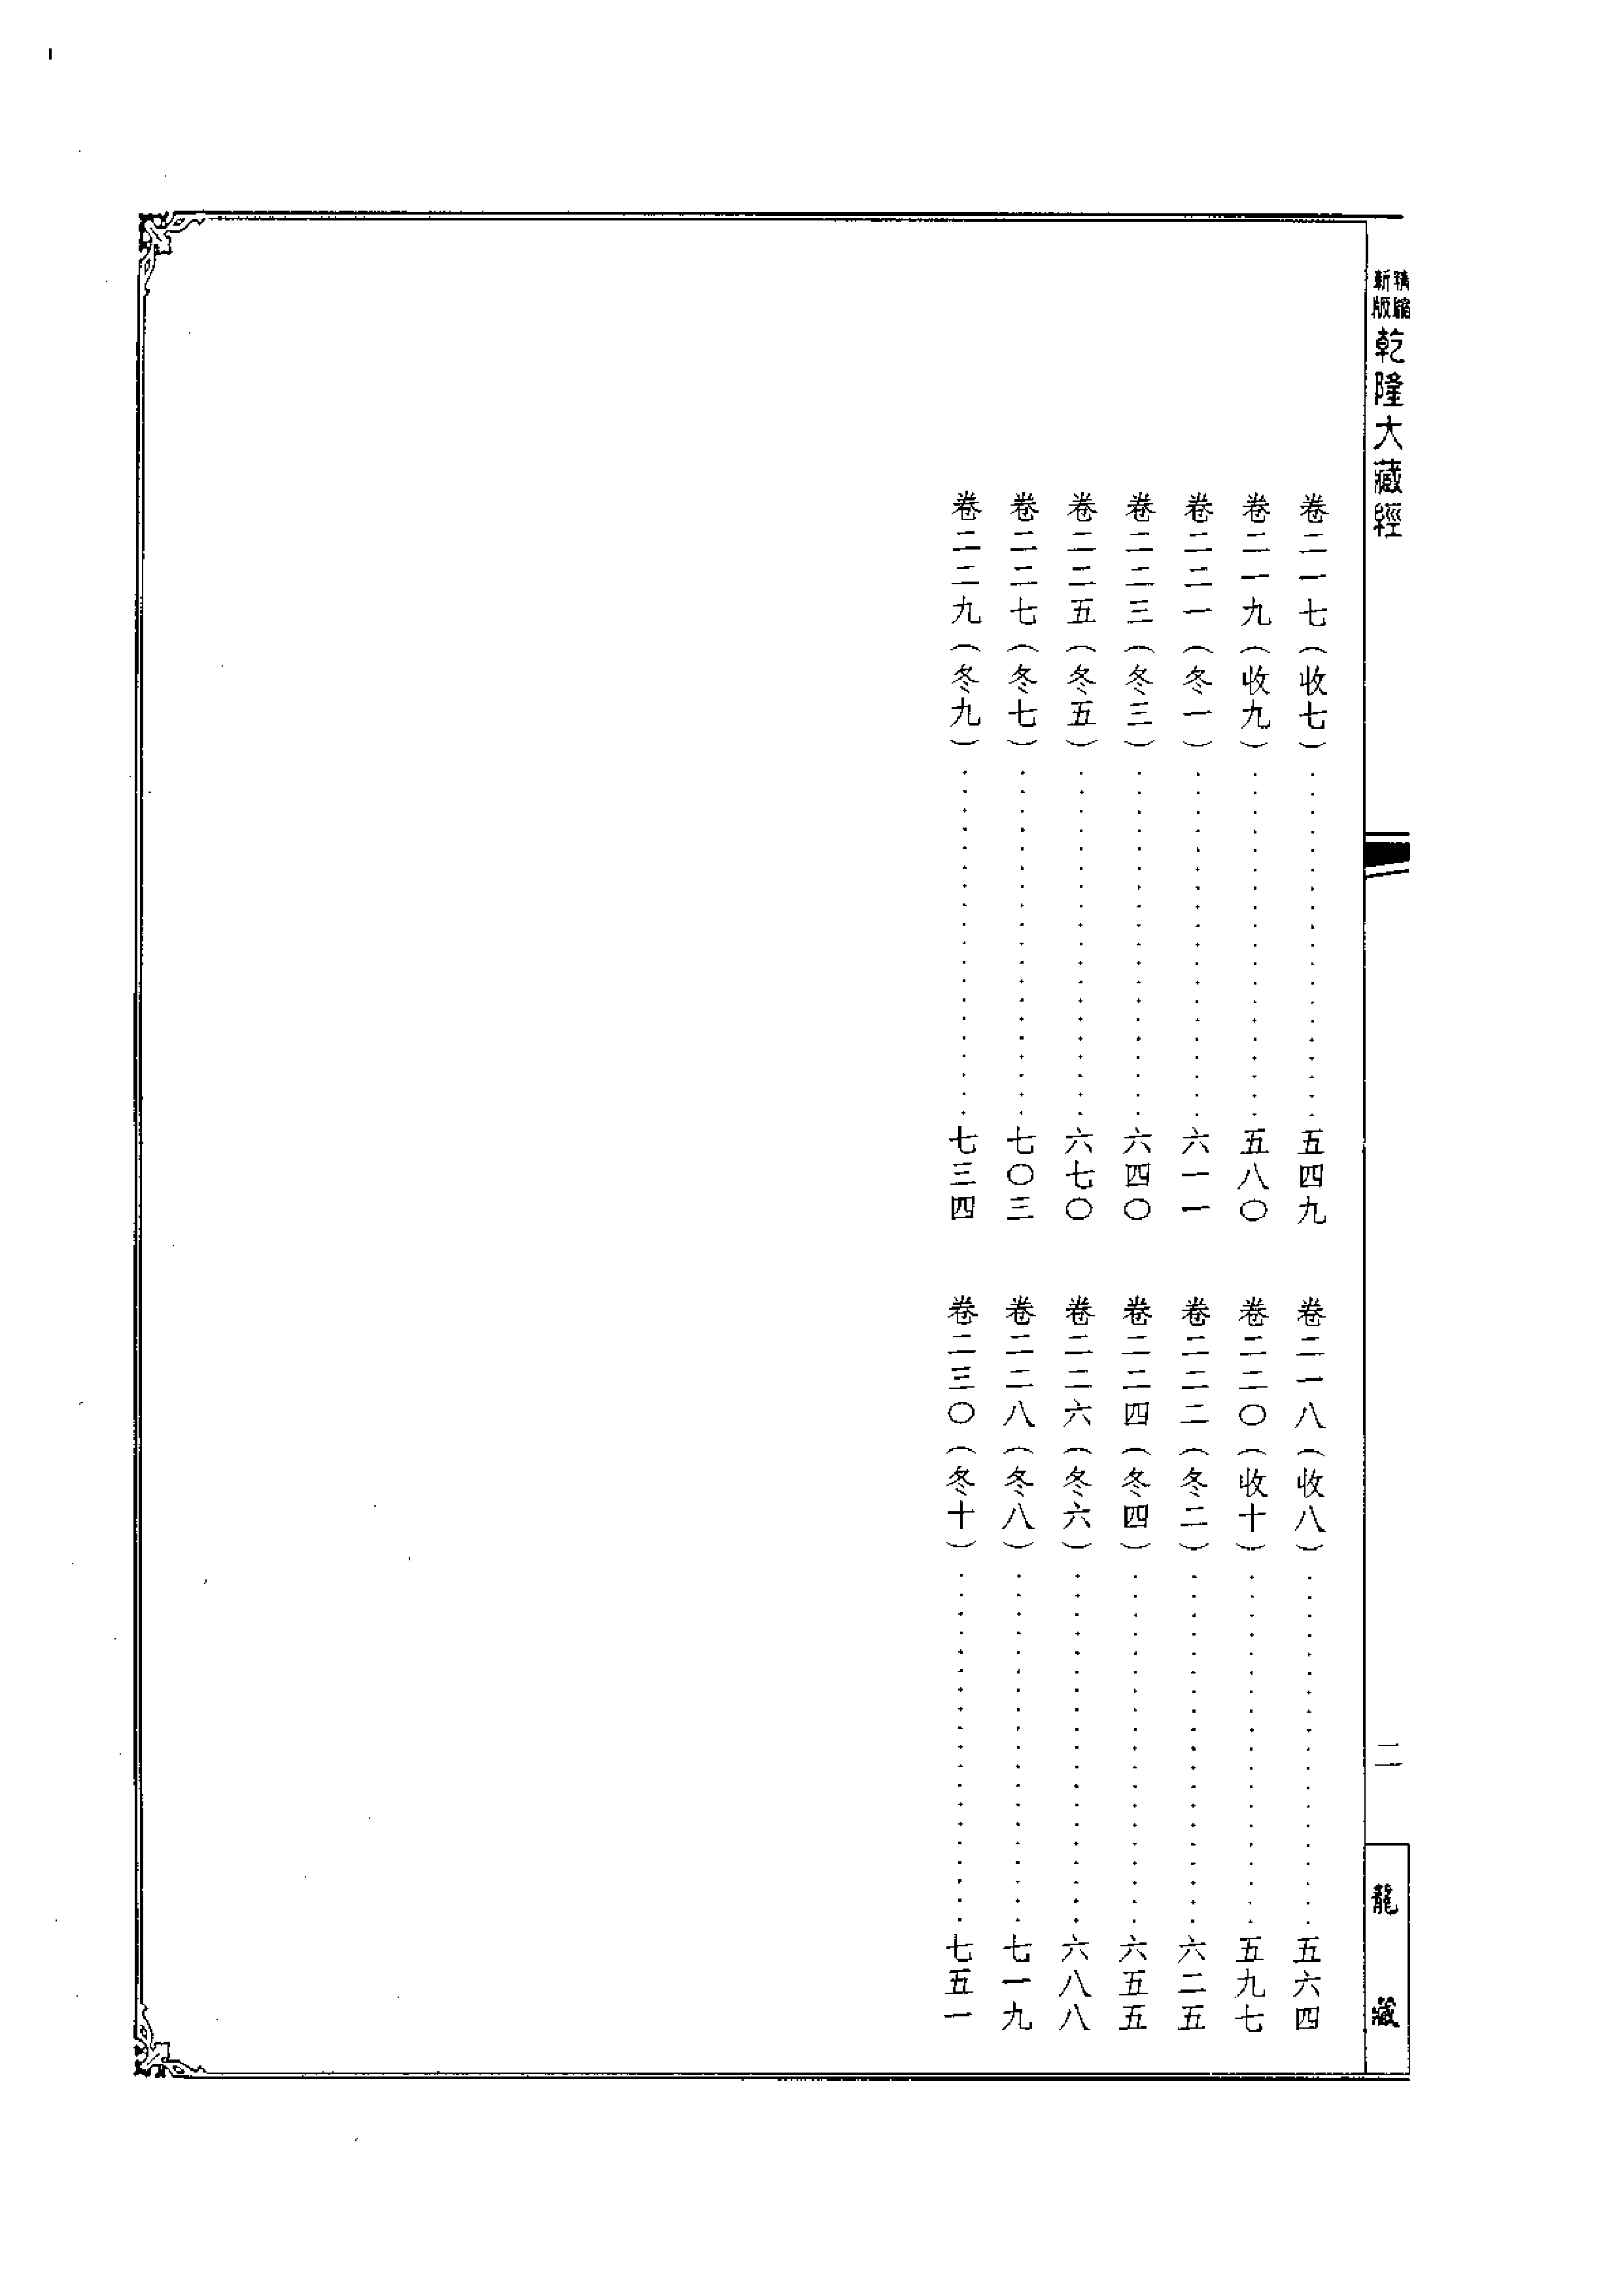 精縮
新版
乾隆大藏經
二
龍藏
卷二一七（收七）··················五四九
卷二一八（收八）··················五六四
卷二一九（收九）··················五八〇
卷二二〇（收十）··················五九七
卷二二一（冬一）··················六一一
卷二二二（冬二）··················六二五
卷二二三（冬三）··················六四〇
卷二二四（冬四）··················六五五
卷二二五（冬五）··················六七〇
卷二二六（冬六）··················六八八
卷二二七（冬七）··················七〇三
卷二二八（冬八）··················七一九
卷二二九（冬九）··················七三四
卷二三〇（冬十）··················七五一